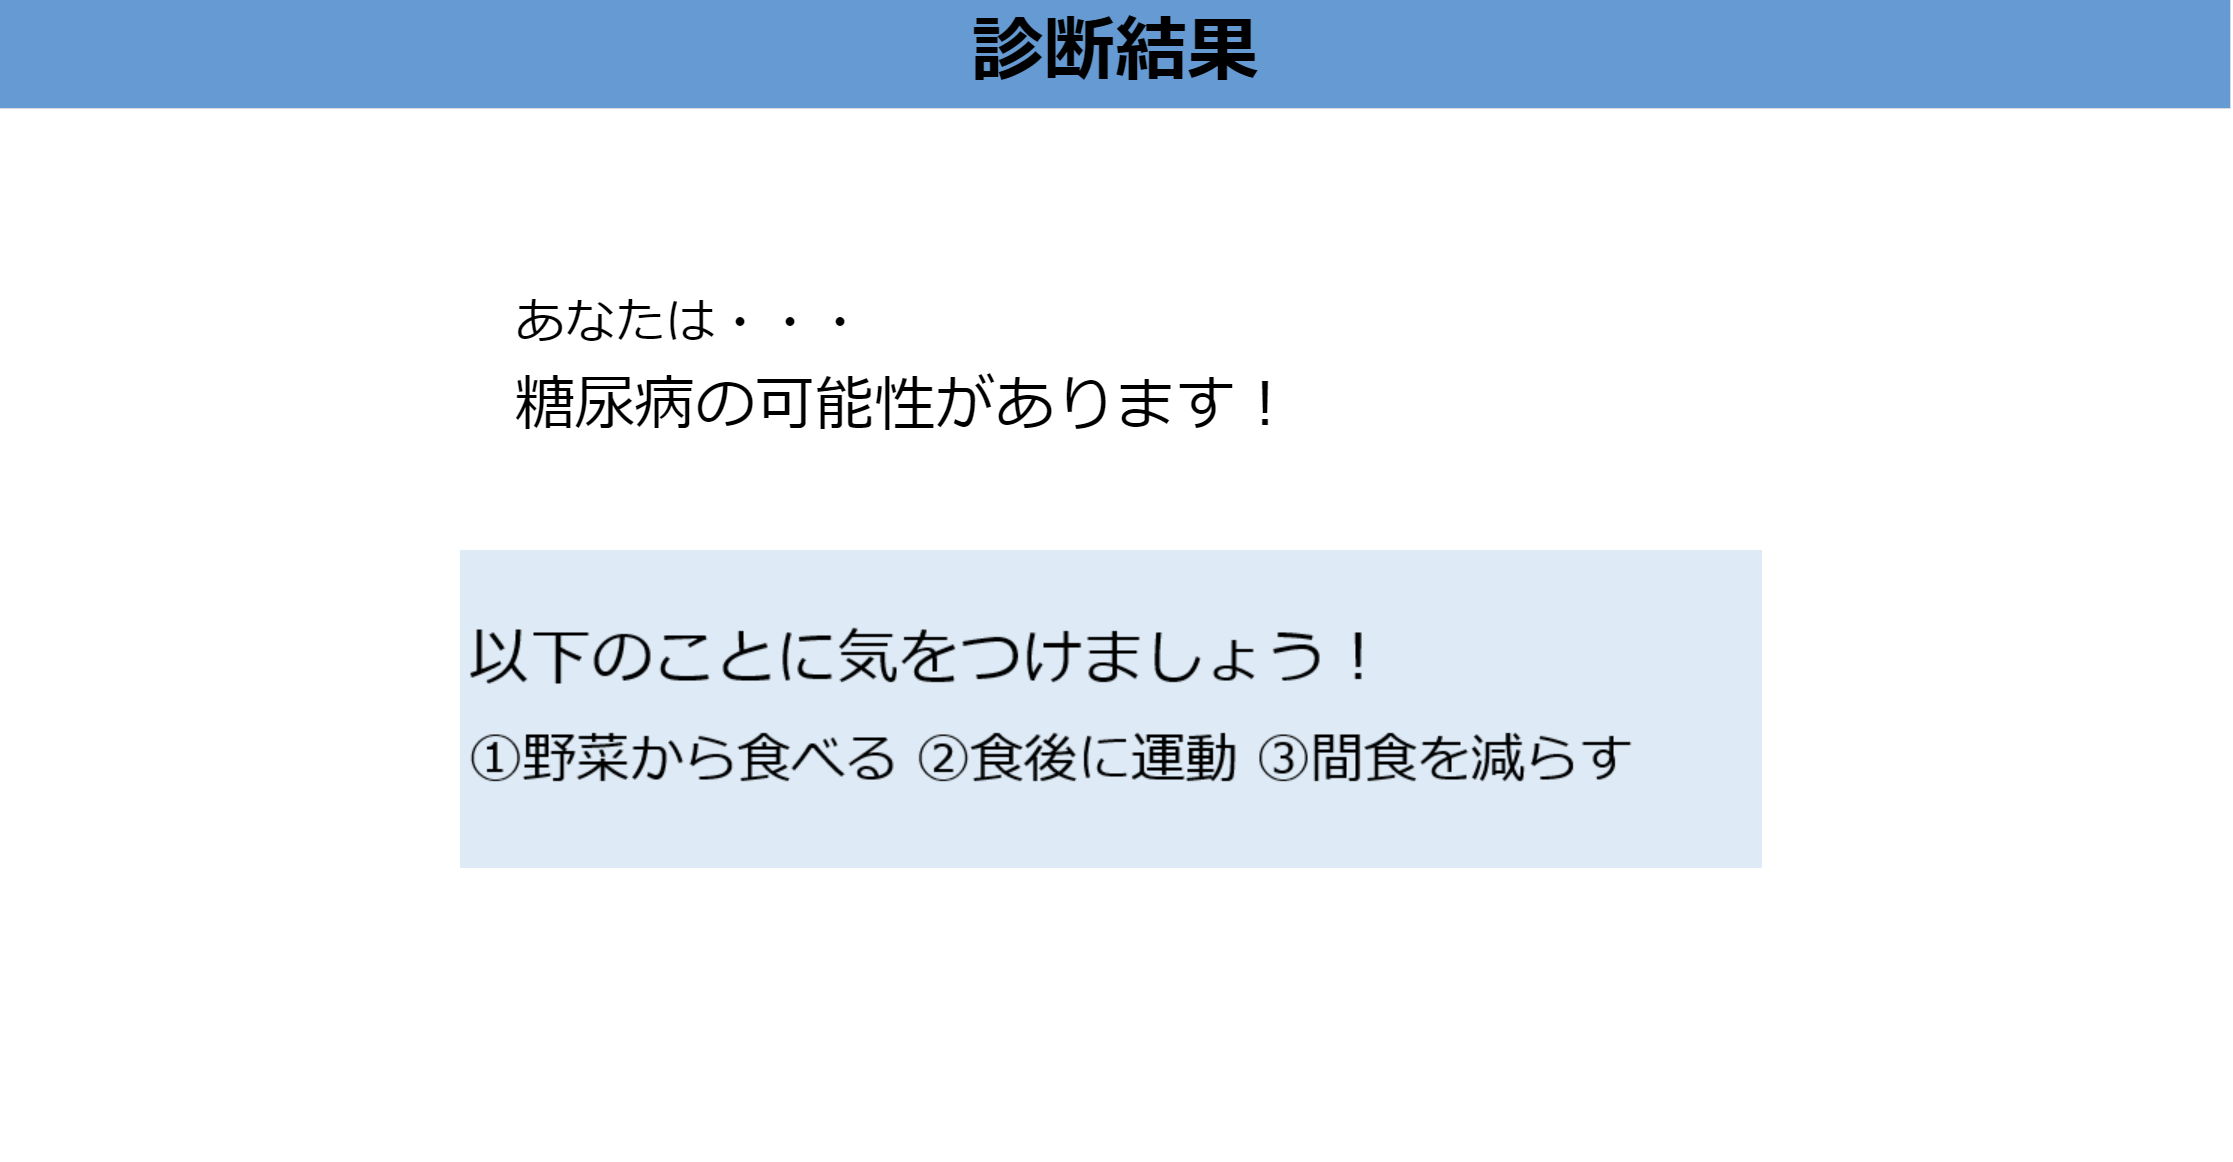 診断結果
あなたは・・・
糖尿病の可能性があります！
以下のことに気をつけましょう！
①野菜から食べる ②食後に運動 ③間食を減らす